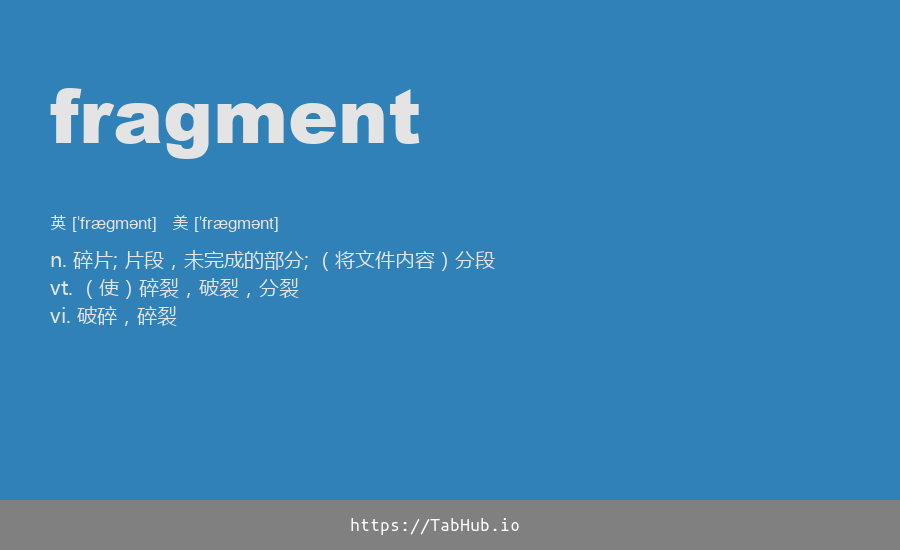 fragment
英 [ˈfrægmənt]   美 [ˈfrægmənt]
n. 碎片; 片段，未完成的部分;（将文件内容）分段
vt.（使）碎裂，破裂，分裂
vi. 破碎，碎裂
https://TabHub.io